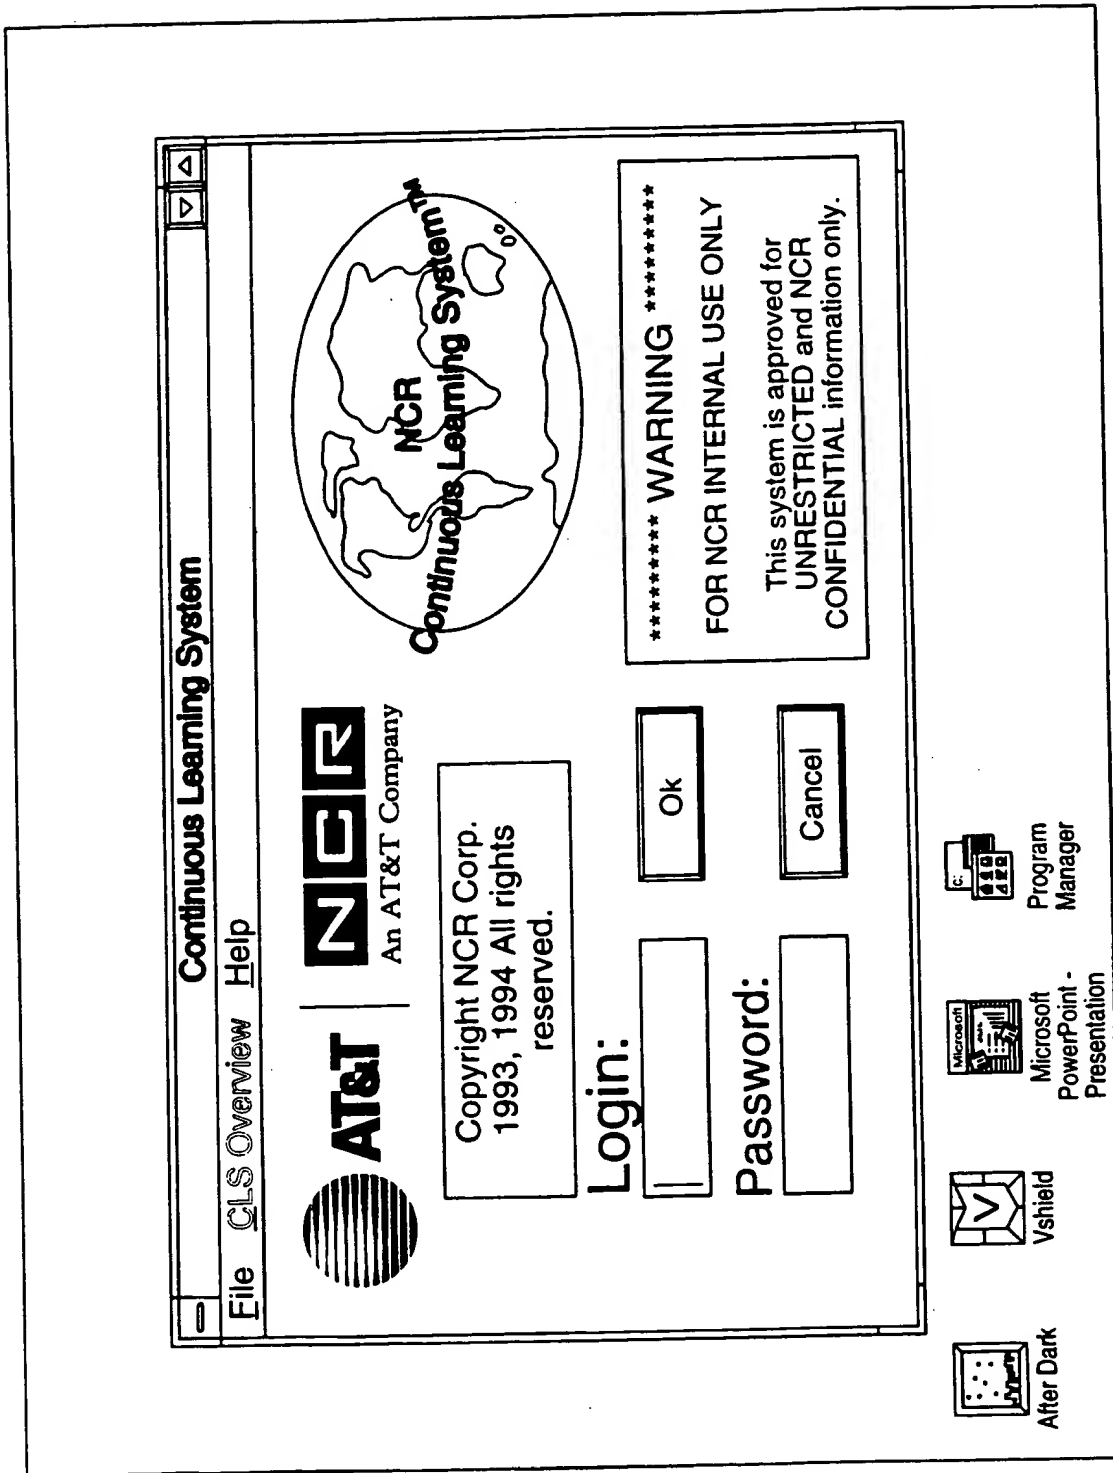 Continuous Learning System
File CLS Overview Help
AT&T
NCR
An AT&T Company
NCR
Continuous Learning System™
Copyright NCR Corp.
1993, 1994 All rights
reserved.
Login:
Ok
Password:
Cancel
********* WARNING *********
FOR NCR INTERNAL USE ONLY
This system is approved for
UNRESTRICTED and NCR
CONFIDENTIAL information only.
After Dark
V
Vshield
Microsoft
Microsoft
PowerPoint -
Presentation
c:
Program
Manager